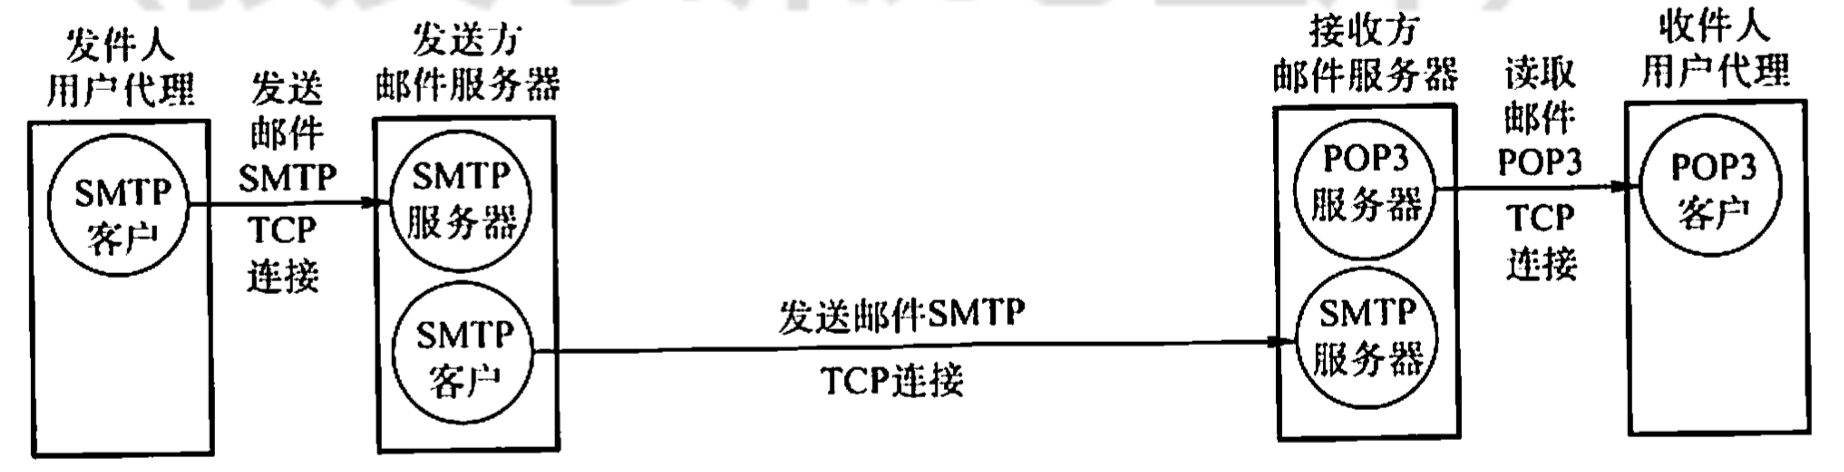 发件人
用户代理
发送
邮件
SMTP
TCP
连接
SMTP
客户
发送方
邮件服务器
SMTP
服务器
SMTP
客户
发送邮件SMTP
TCP连接
接收方
邮件服务器
POP3
服务器
SMTP
服务器
读取
邮件
POP3
TCP
连接
收件人
用户代理
POP3
客户